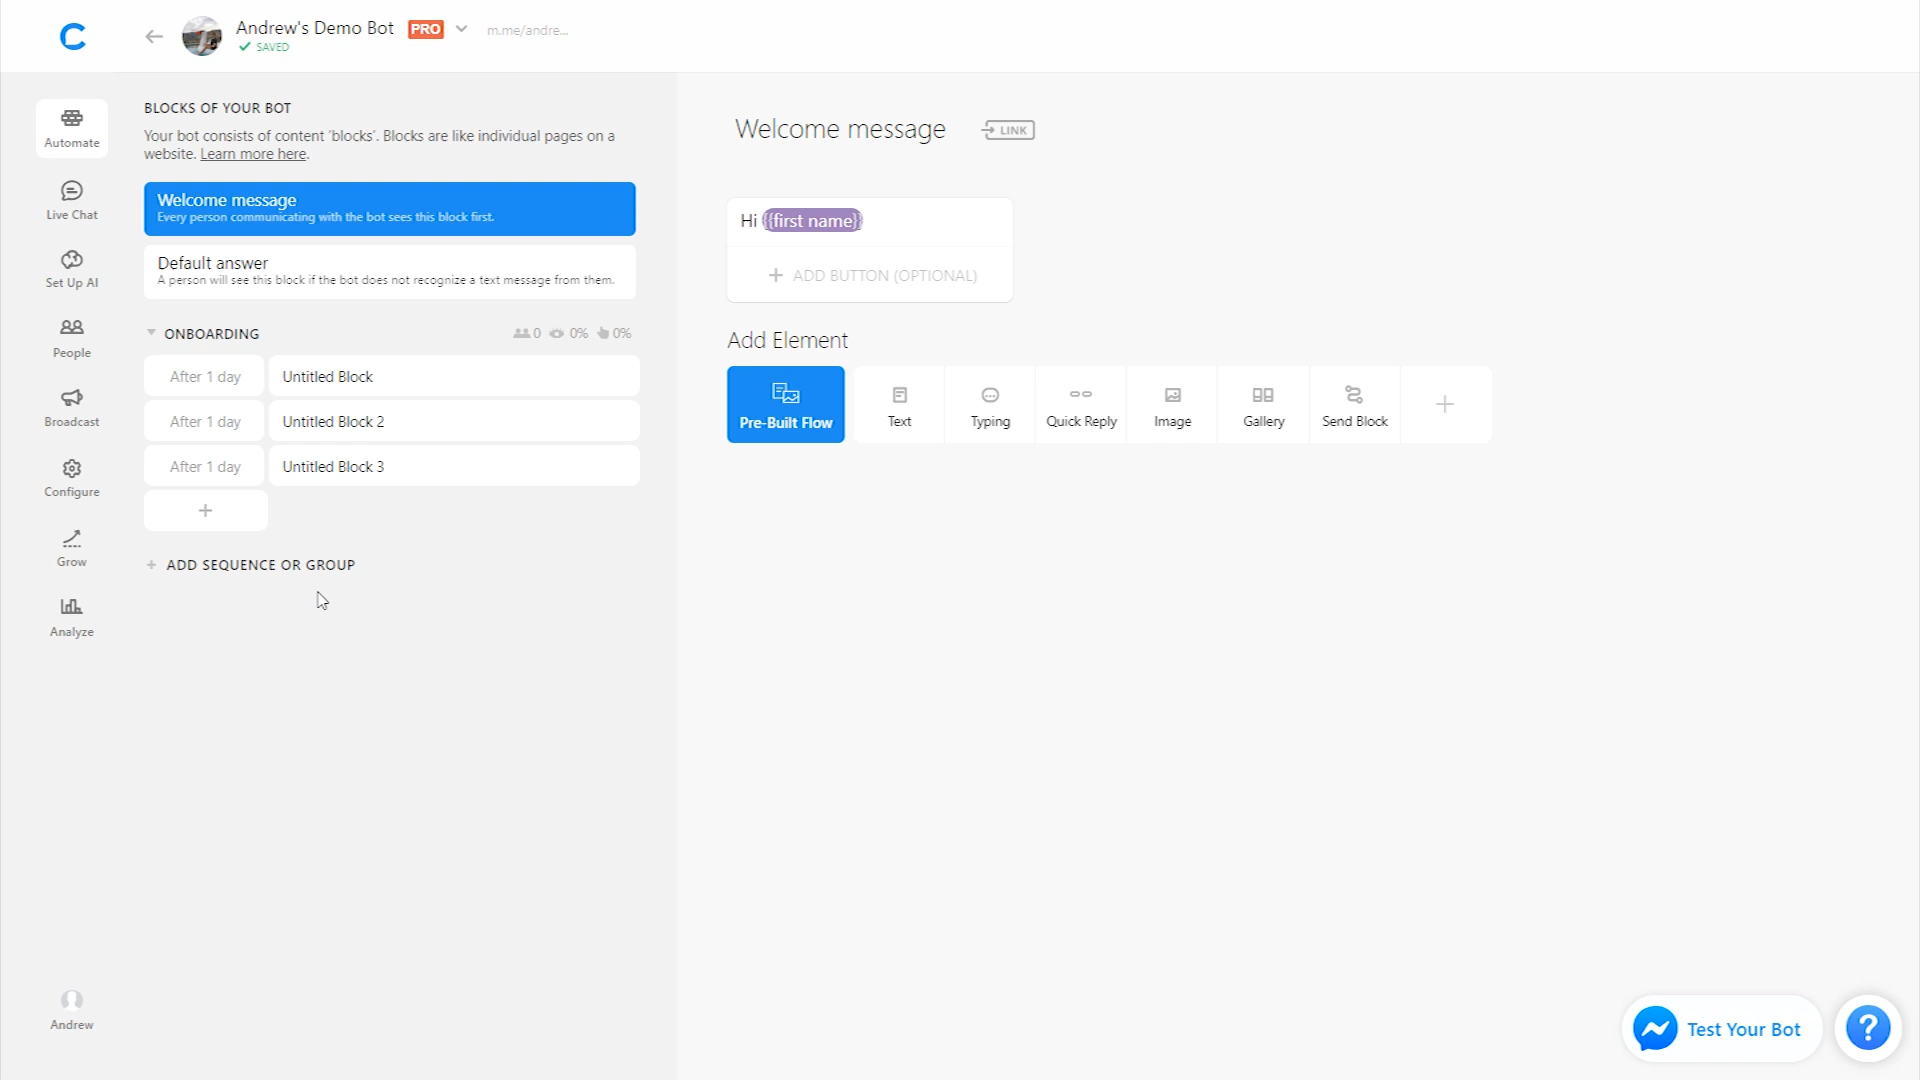 Andrew's Demo Bot PRO m.me/andre...
SAVED
Automate
Live Chat
Set Up AI
People
Broadcast
Configure
Grow
Analyze
Andrew
BLOCKS OF YOUR BOT
Your bot consists of content 'blocks'. Blocks are like individual pages on a
website. Learn more here.
Welcome message
Every person communicating with the bot sees this block first.
Default answer
A person will see this block if the bot does not recognize a text message from them.
ONBOARDING 0 0% 0%
After 1 day Untitled Block
After 1 day Untitled Block 2
After 1 day Untitled Block 3
+
+ ADD SEQUENCE OR GROUP
Welcome message LINK
Hi {{first name}}
+ ADD BUTTON (OPTIONAL)
Add Element
Pre-Built Flow Text Typing Quick Reply Image Gallery Send Block +
Test Your Bot ?